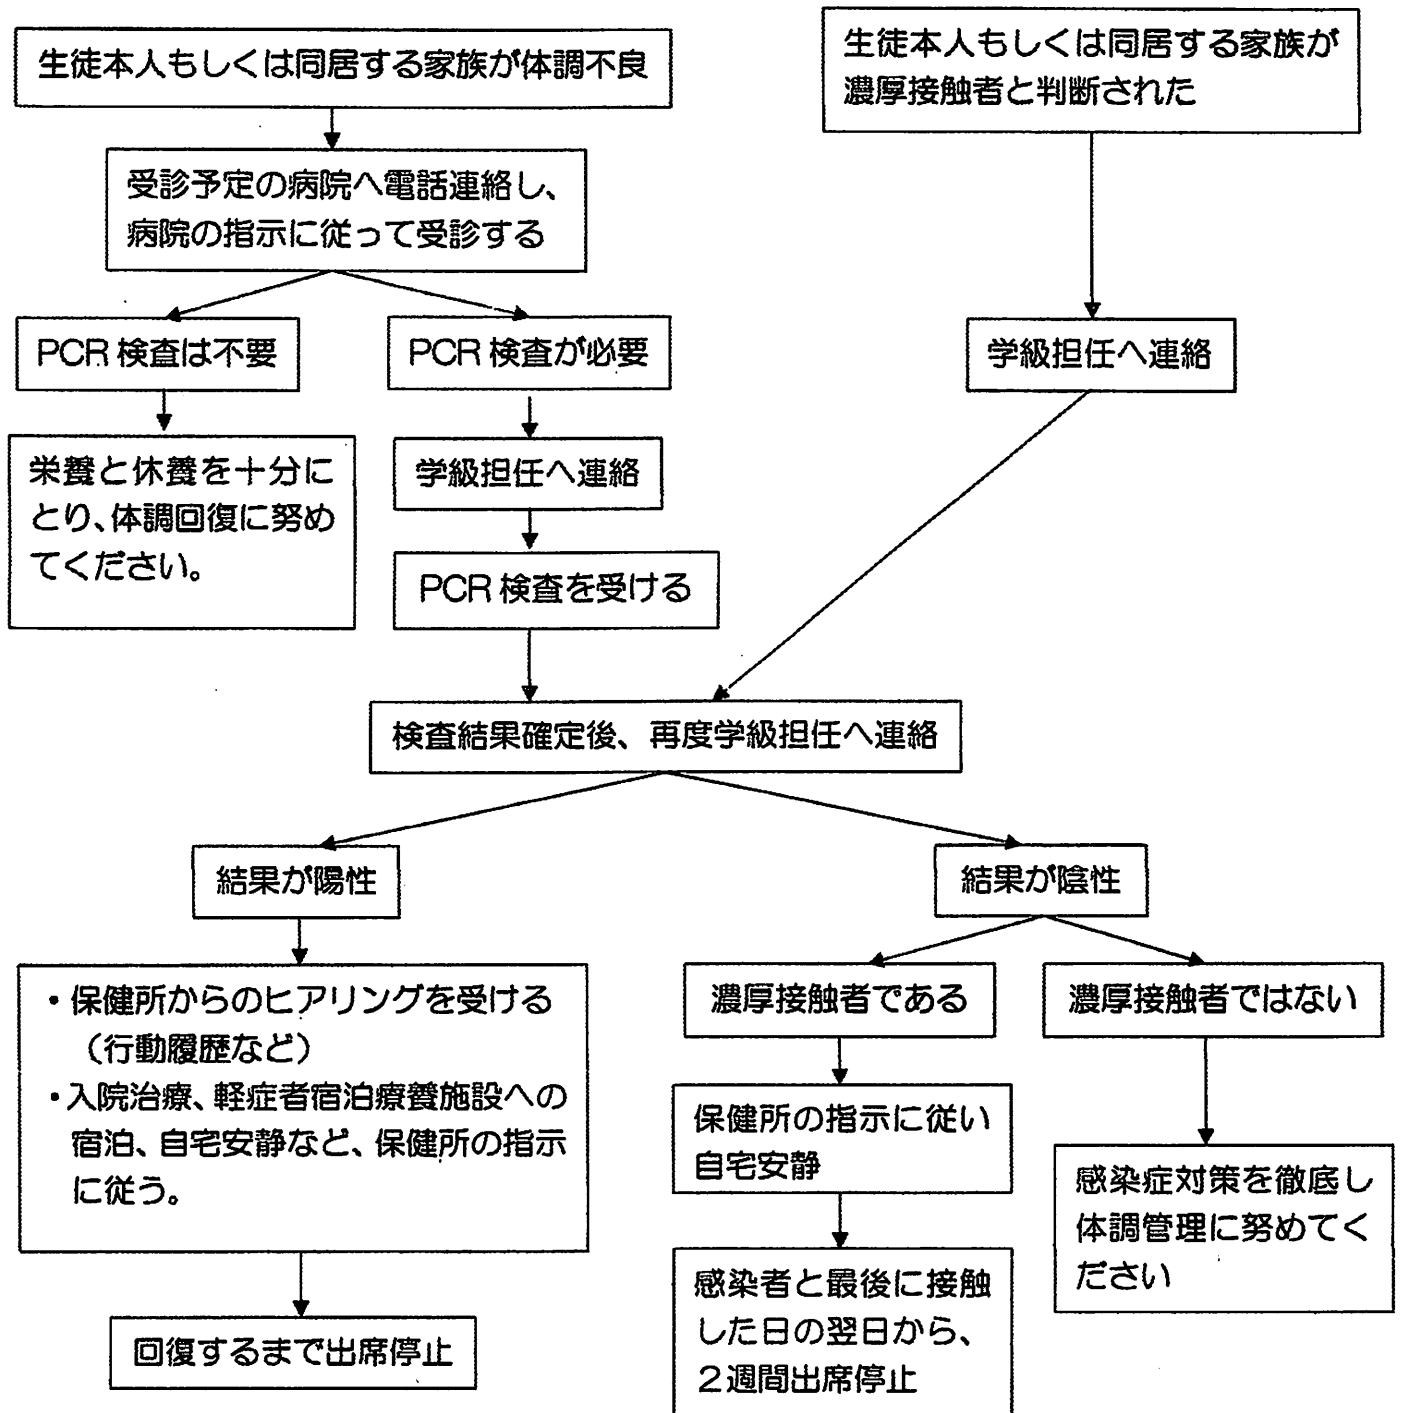 生徒本人もしくは同居する家族が体調不良
生徒本人もしくは同居する家族が
濃厚接触者と判断された
受診予定の病院へ電話連絡し、
病院の指示に従って受診する
PCR 検査は不要
PCR 検査が必要
学級担任へ連絡
栄養と休養を十分に
とり、体調回復に努め
てください。
学級担任へ連絡
PCR 検査を受ける
検査結果確定後、再度学級担任へ連絡
結果が陽性
結果が陰性
・保健所からのヒアリングを受ける
（行動履歴など）
・入院治療、軽症者宿泊療養施設への
宿泊、自宅安静など、保健所の指示
に従う。
回復するまで出席停止
濃厚接触者である
濃厚接触者ではない
保健所の指示に従い
自宅安静
感染者と最後に接触
した日の翌日から、
２週間出席停止
感染症対策を徹底し
体調管理に努めてく
ださい